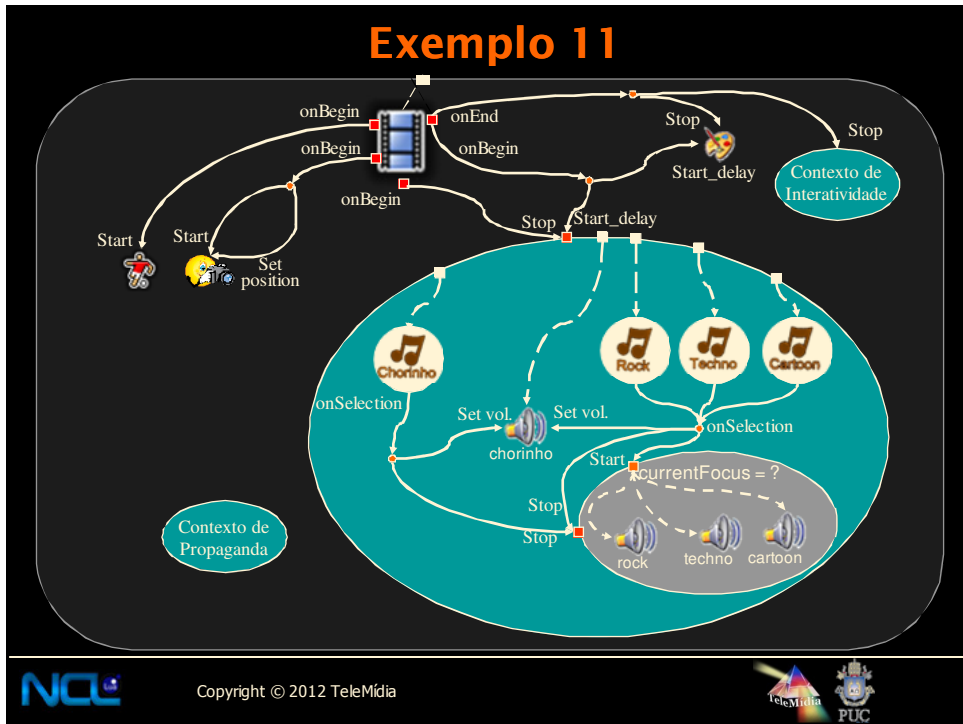 Exemplo 11
onBegin
onEnd
Stop
Stop
onBegin
onBegin
Start_delay
Contexto de
Interatividade
onBegin
Stop
Start_delay
Start
Start
Set
position
Chorinho
Rock
Techno
Cartoon
onSelection
Set vol.
Set vol.
onSelection
chorinho
Start
currentFocus = ?
Stop
Stop
rock
techno
cartoon
Contexto de
Propaganda
NCL
Copyright © 2012 TeleMídia
TeleMídia
PUC